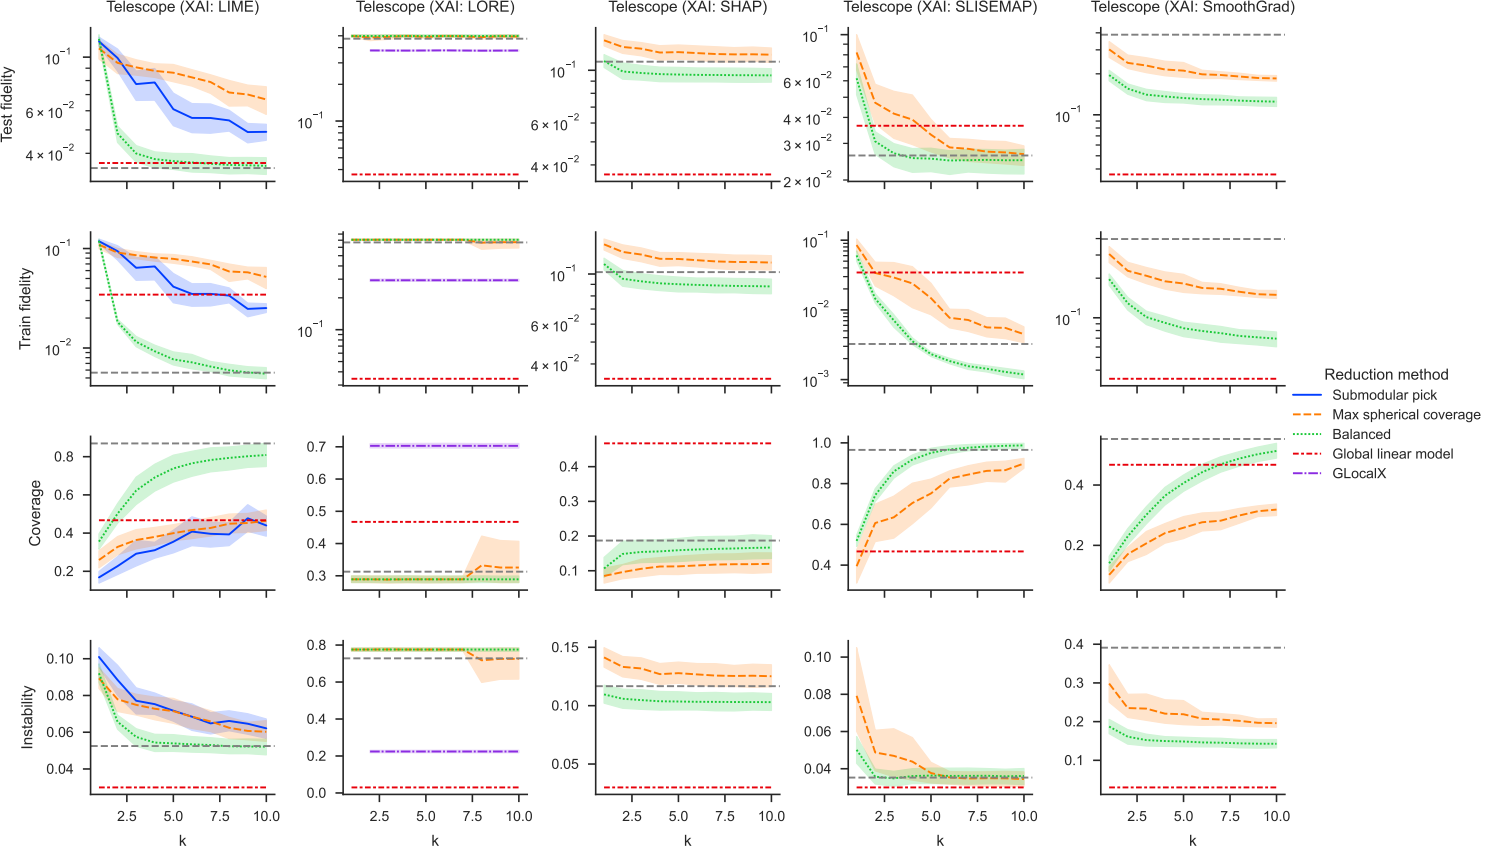 Telescope (XAI: LIME)
Telescope (XAI: LORE)
Telescope (XAI: SHAP)
Telescope (XAI: SLISEMAP)
Telescope (XAI: SmoothGrad)
Test fidelity
10⁻¹
6 × 10⁻²
4 × 10⁻²
10⁻¹
10⁻¹
6 × 10⁻²
4 × 10⁻²
10⁻¹
6 × 10⁻²
4 × 10⁻²
3 × 10⁻²
2 × 10⁻²
10⁻¹
Train fidelity
10⁻¹
10⁻²
10⁻¹
10⁻¹
6 × 10⁻²
4 × 10⁻²
10⁻¹
10⁻²
10⁻³
10⁻¹
Reduction method
Submodular pick
Max spherical coverage
Balanced
Global linear model
GLocalX
Coverage
0.8
0.6
0.4
0.2
0.7
0.6
0.5
0.4
0.3
0.4
0.3
0.2
0.1
1.0
0.8
0.6
0.4
0.4
0.2
Instability
0.10
0.08
0.06
0.04
0.8
0.6
0.4
0.2
0.0
0.15
0.10
0.05
0.10
0.08
0.06
0.04
0.4
0.3
0.2
0.1
2.5 5.0 7.5 10.0
2.5 5.0 7.5 10.0
2.5 5.0 7.5 10.0
2.5 5.0 7.5 10.0
2.5 5.0 7.5 10.0
k
k
k
k
k